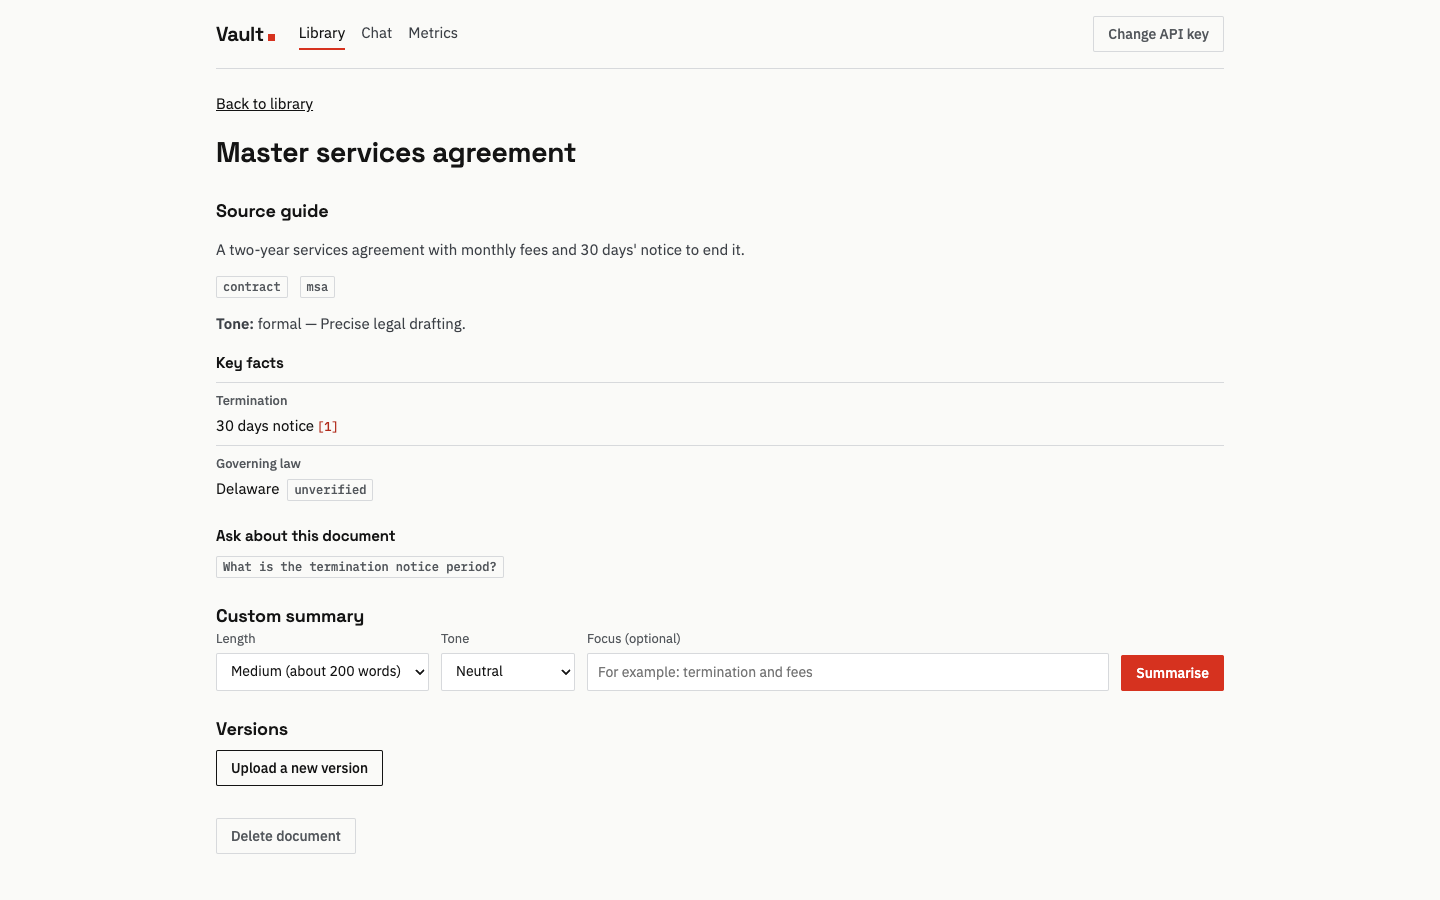 Vault Library Chat Metrics Change API key
Back to library
Master services agreement
Source guide
A two-year services agreement with monthly fees and 30 days' notice to end it.
contract msa
Tone: formal — Precise legal drafting.
Key facts
Termination
30 days notice [1]
Governing law
Delaware unverified
Ask about this document
What is the termination notice period?
Custom summary
Length Tone Focus (optional)
Medium (about 200 words) Neutral For example: termination and fees Summarise
Versions
Upload a new version
Delete document